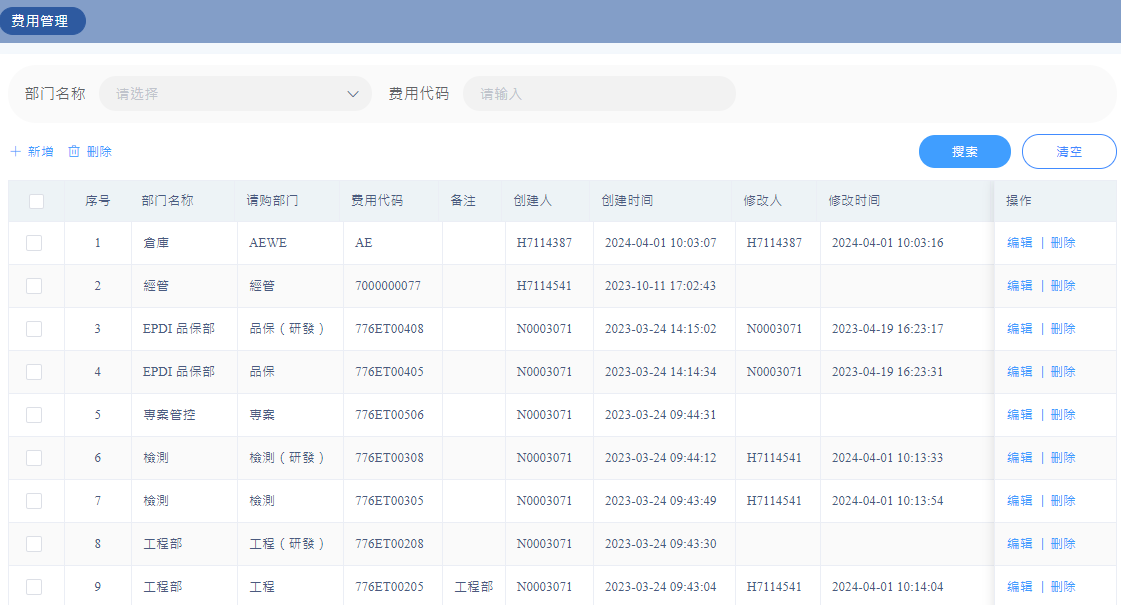 费用管理
部门名称 请选择 费用代码 请输入
新增 删除 搜索 清空
序号 部门名称 请购部门 费用代码 备注 创建人 创建时间 修改人 修改时间 操作
1 倉庫 AEWE AE H7114387 2024-04-01 10:03:07 H7114387 2024-04-01 10:03:16 编辑 | 删除
2 經管 經管 7000000077 H7114541 2023-10-11 17:02:43 编辑 | 删除
3 EPDI 品保部 品保（研發） 776ET00408 N0003071 2023-03-24 14:15:02 N0003071 2023-04-19 16:23:17 编辑 | 删除
4 EPDI 品保部 品保 776ET00405 N0003071 2023-03-24 14:14:34 N0003071 2023-04-19 16:23:31 编辑 | 删除
5 專案管控 專案 776ET00506 N0003071 2023-03-24 09:44:31 编辑 | 删除
6 檢測 檢測（研發） 776ET00308 N0003071 2023-03-24 09:44:12 H7114541 2024-04-01 10:13:33 编辑 | 删除
7 檢測 檢測 776ET00305 N0003071 2023-03-24 09:43:49 H7114541 2024-04-01 10:13:54 编辑 | 删除
8 工程部 工程（研發） 776ET00208 N0003071 2023-03-24 09:43:30 编辑 | 删除
9 工程部 工程 776ET00205 工程部 N0003071 2023-03-24 09:43:04 H7114541 2024-04-01 10:14:04 编辑 | 删除